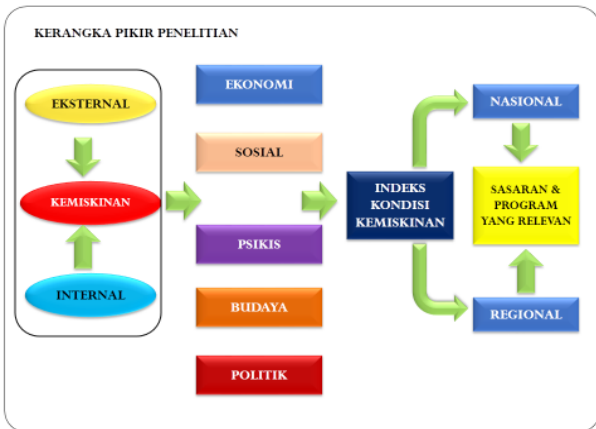 KERANGKA PIKIR PENELITIAN
EKSTERNAL
KEMISKINAN
INTERNAL
EKONOMI
SOSIAL
PSIKIS
BUDAYA
POLITIK
INDEKS
KONDISI
KEMISKINAN
NASIONAL
SASARAN &
PROGRAM
YANG RELEVAN
REGIONAL